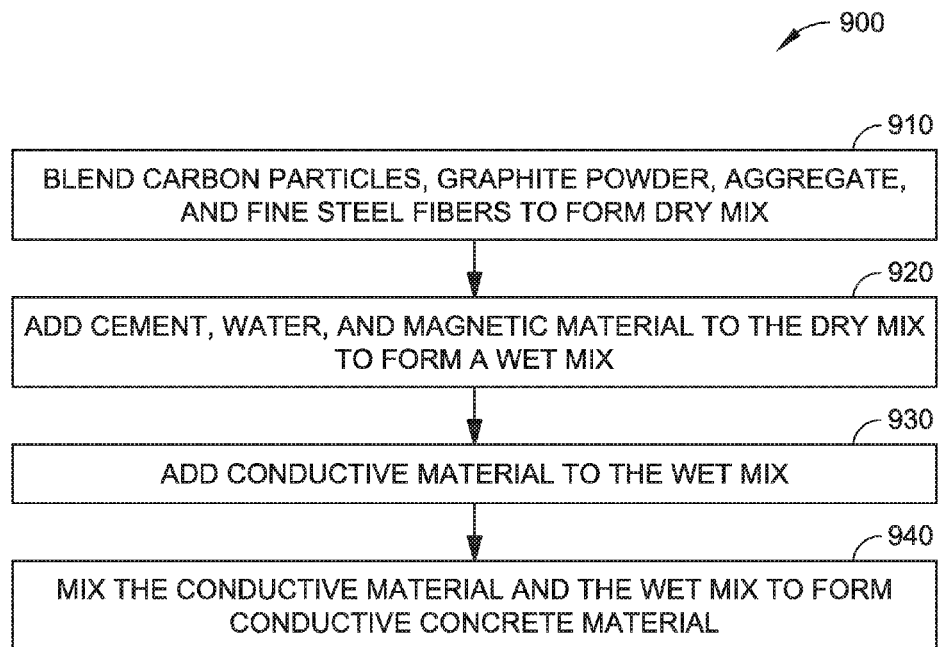 900
910
BLEND CARBON PARTICLES, GRAPHITE POWDER, AGGREGATE,
AND FINE STEEL FIBERS TO FORM DRY MIX
920
ADD CEMENT, WATER, AND MAGNETIC MATERIAL TO THE DRY MIX
TO FORM A WET MIX
930
ADD CONDUCTIVE MATERIAL TO THE WET MIX
940
MIX THE CONDUCTIVE MATERIAL AND THE WET MIX TO FORM
CONDUCTIVE CONCRETE MATERIAL